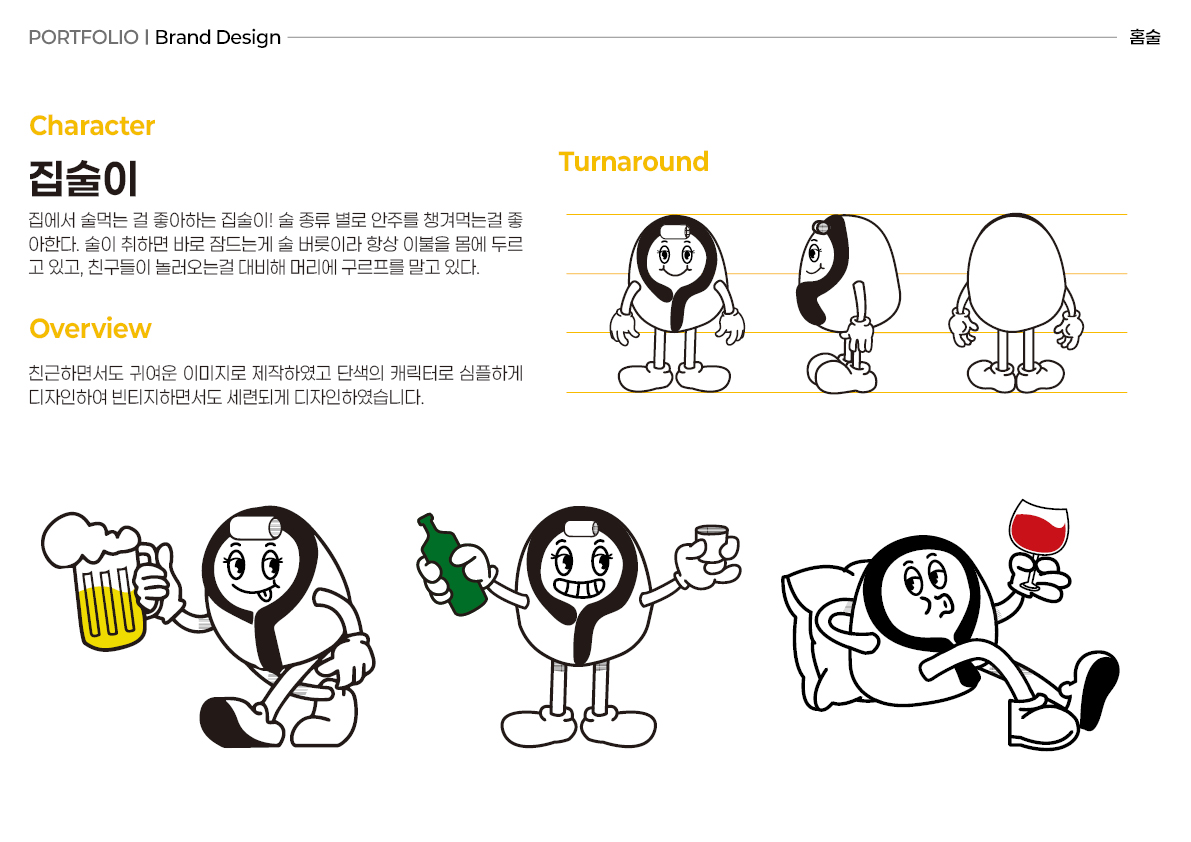 PORTFOLIO | Brand Design
홈술
Character
집술이
집에서 술먹는 걸 좋아하는 집술이! 술 종류 별로 안주를 챙겨먹는걸 좋
아한다. 술이 취하면 바로 잠드는게 술 버릇이라 항상 이불을 몸에 두르
고 있고, 친구들이 놀러오는걸 대비해 머리에 구르프를 말고 있다.
Overview
친근하면서도 귀여운 이미지로 제작하였고 단색의 캐릭터로 심플하게
디자인하여 빈티지하면서도 세련되게 디자인하였습니다.
Turnaround